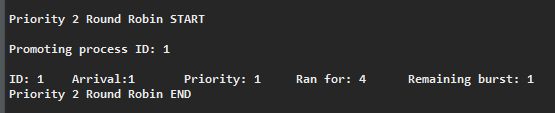 Priority 2 Round Robin START
Promoting process ID: 1
ID: 1 Arrival:1 Priority: 1 Ran for: 4 Remaining burst: 1
Priority 2 Round Robin END